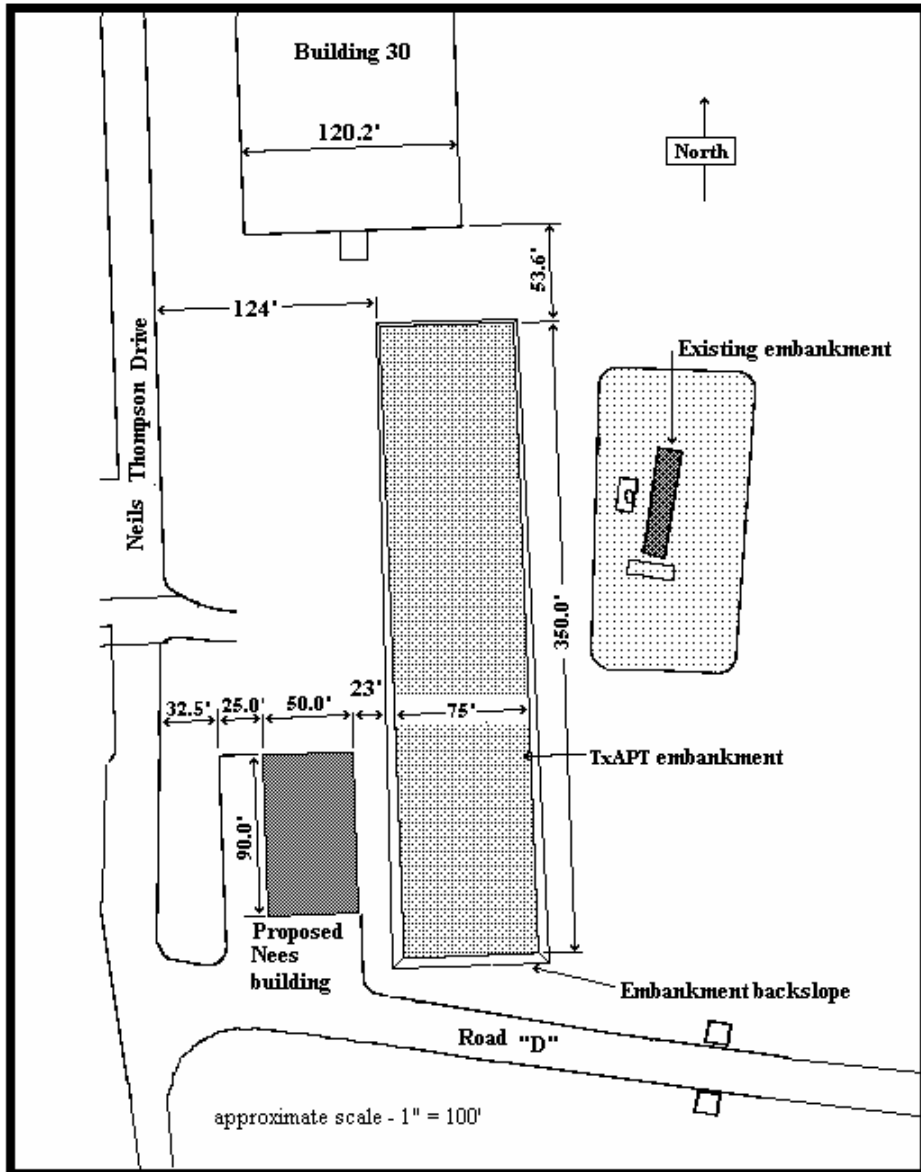 Building 30
120.2'
North
53.6'
124'
Neils Thompson Drive
Existing embankment
350.0'
23'
32.5'
25.0'
50.0'
75'
TxAPT embankment
90.0'
Proposed
Nees
building
Embankment backslope
Road "D"
approximate scale - 1" = 100'